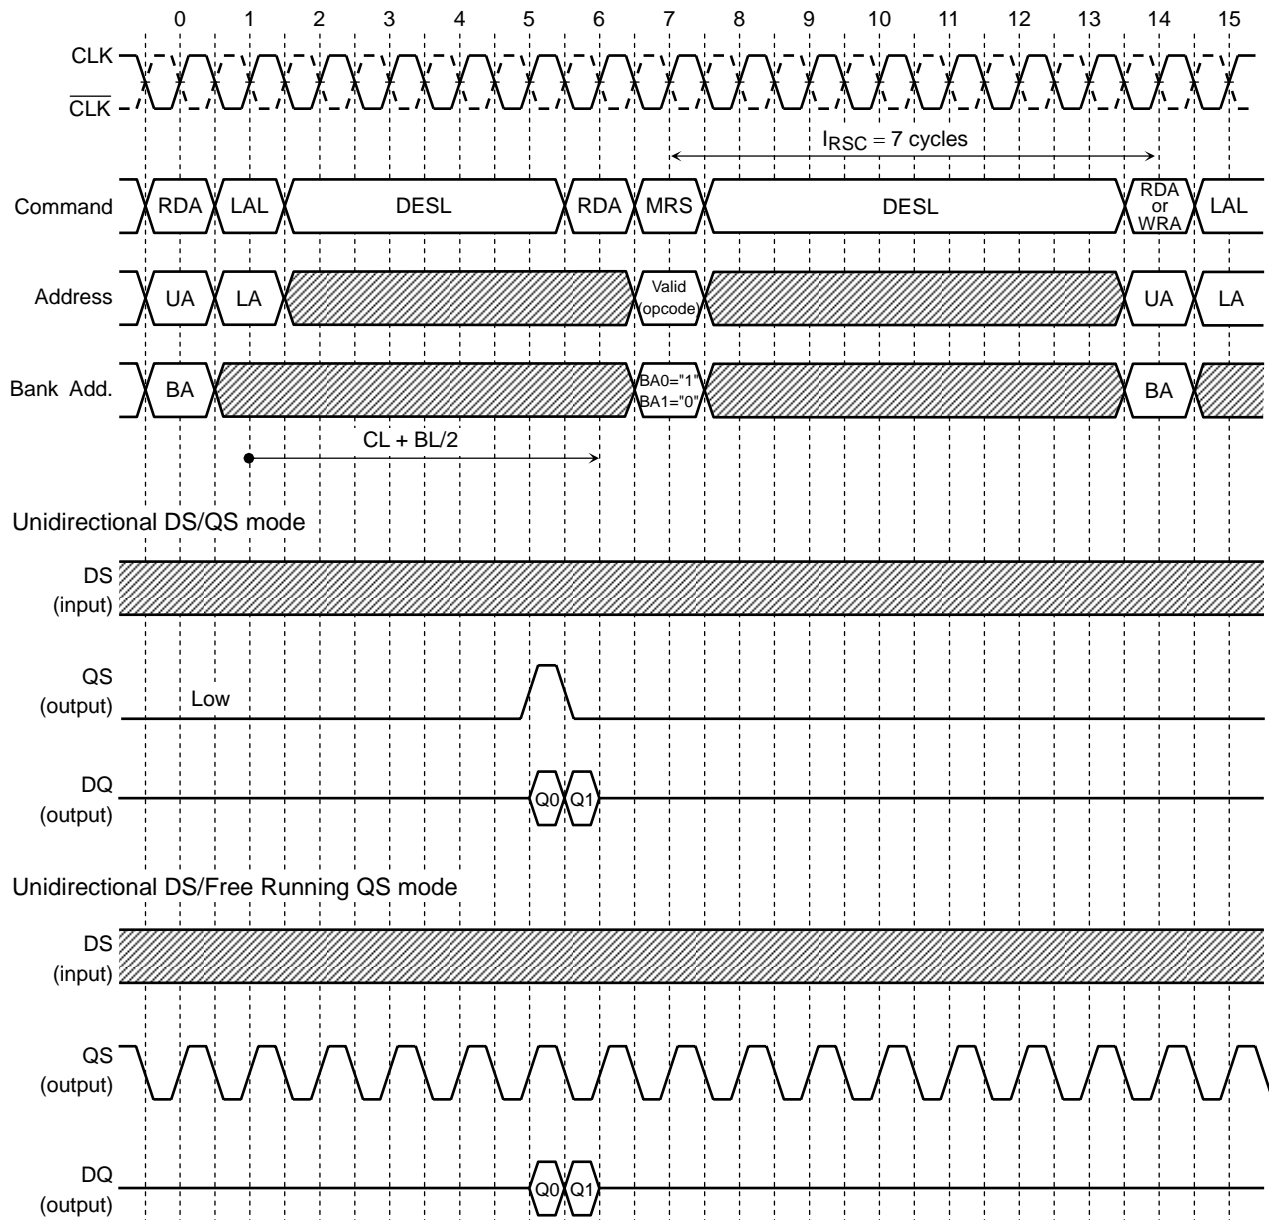 0 1 2 3 4 5 6 7 8 9 10 11 12 13 14 15
CLK
CLK
IRSC = 7 cycles
Command RDA LAL DESL RDA MRS DESL RDA or WRA LAL
Address UA LA Valid (opcode) UA LA
Bank Add. BA BA0="1" BA1="0" BA
CL + BL/2
Unidirectional DS/QS mode
DS
(input)
QS
(output)
Low
DQ
(output)
Q0 Q1
Unidirectional DS/Free Running QS mode
DS
(input)
QS
(output)
DQ
(output)
Q0 Q1